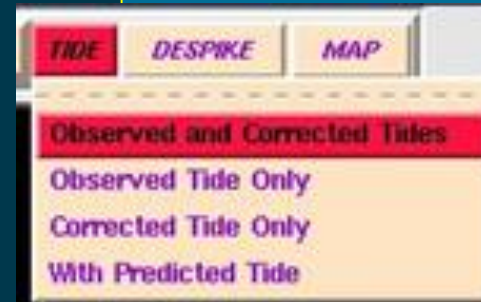 TIDE DESPIKE MAP
Observed and Corrected Tides
Observed Tide Only
Corrected Tide Only
With Predicted Tide